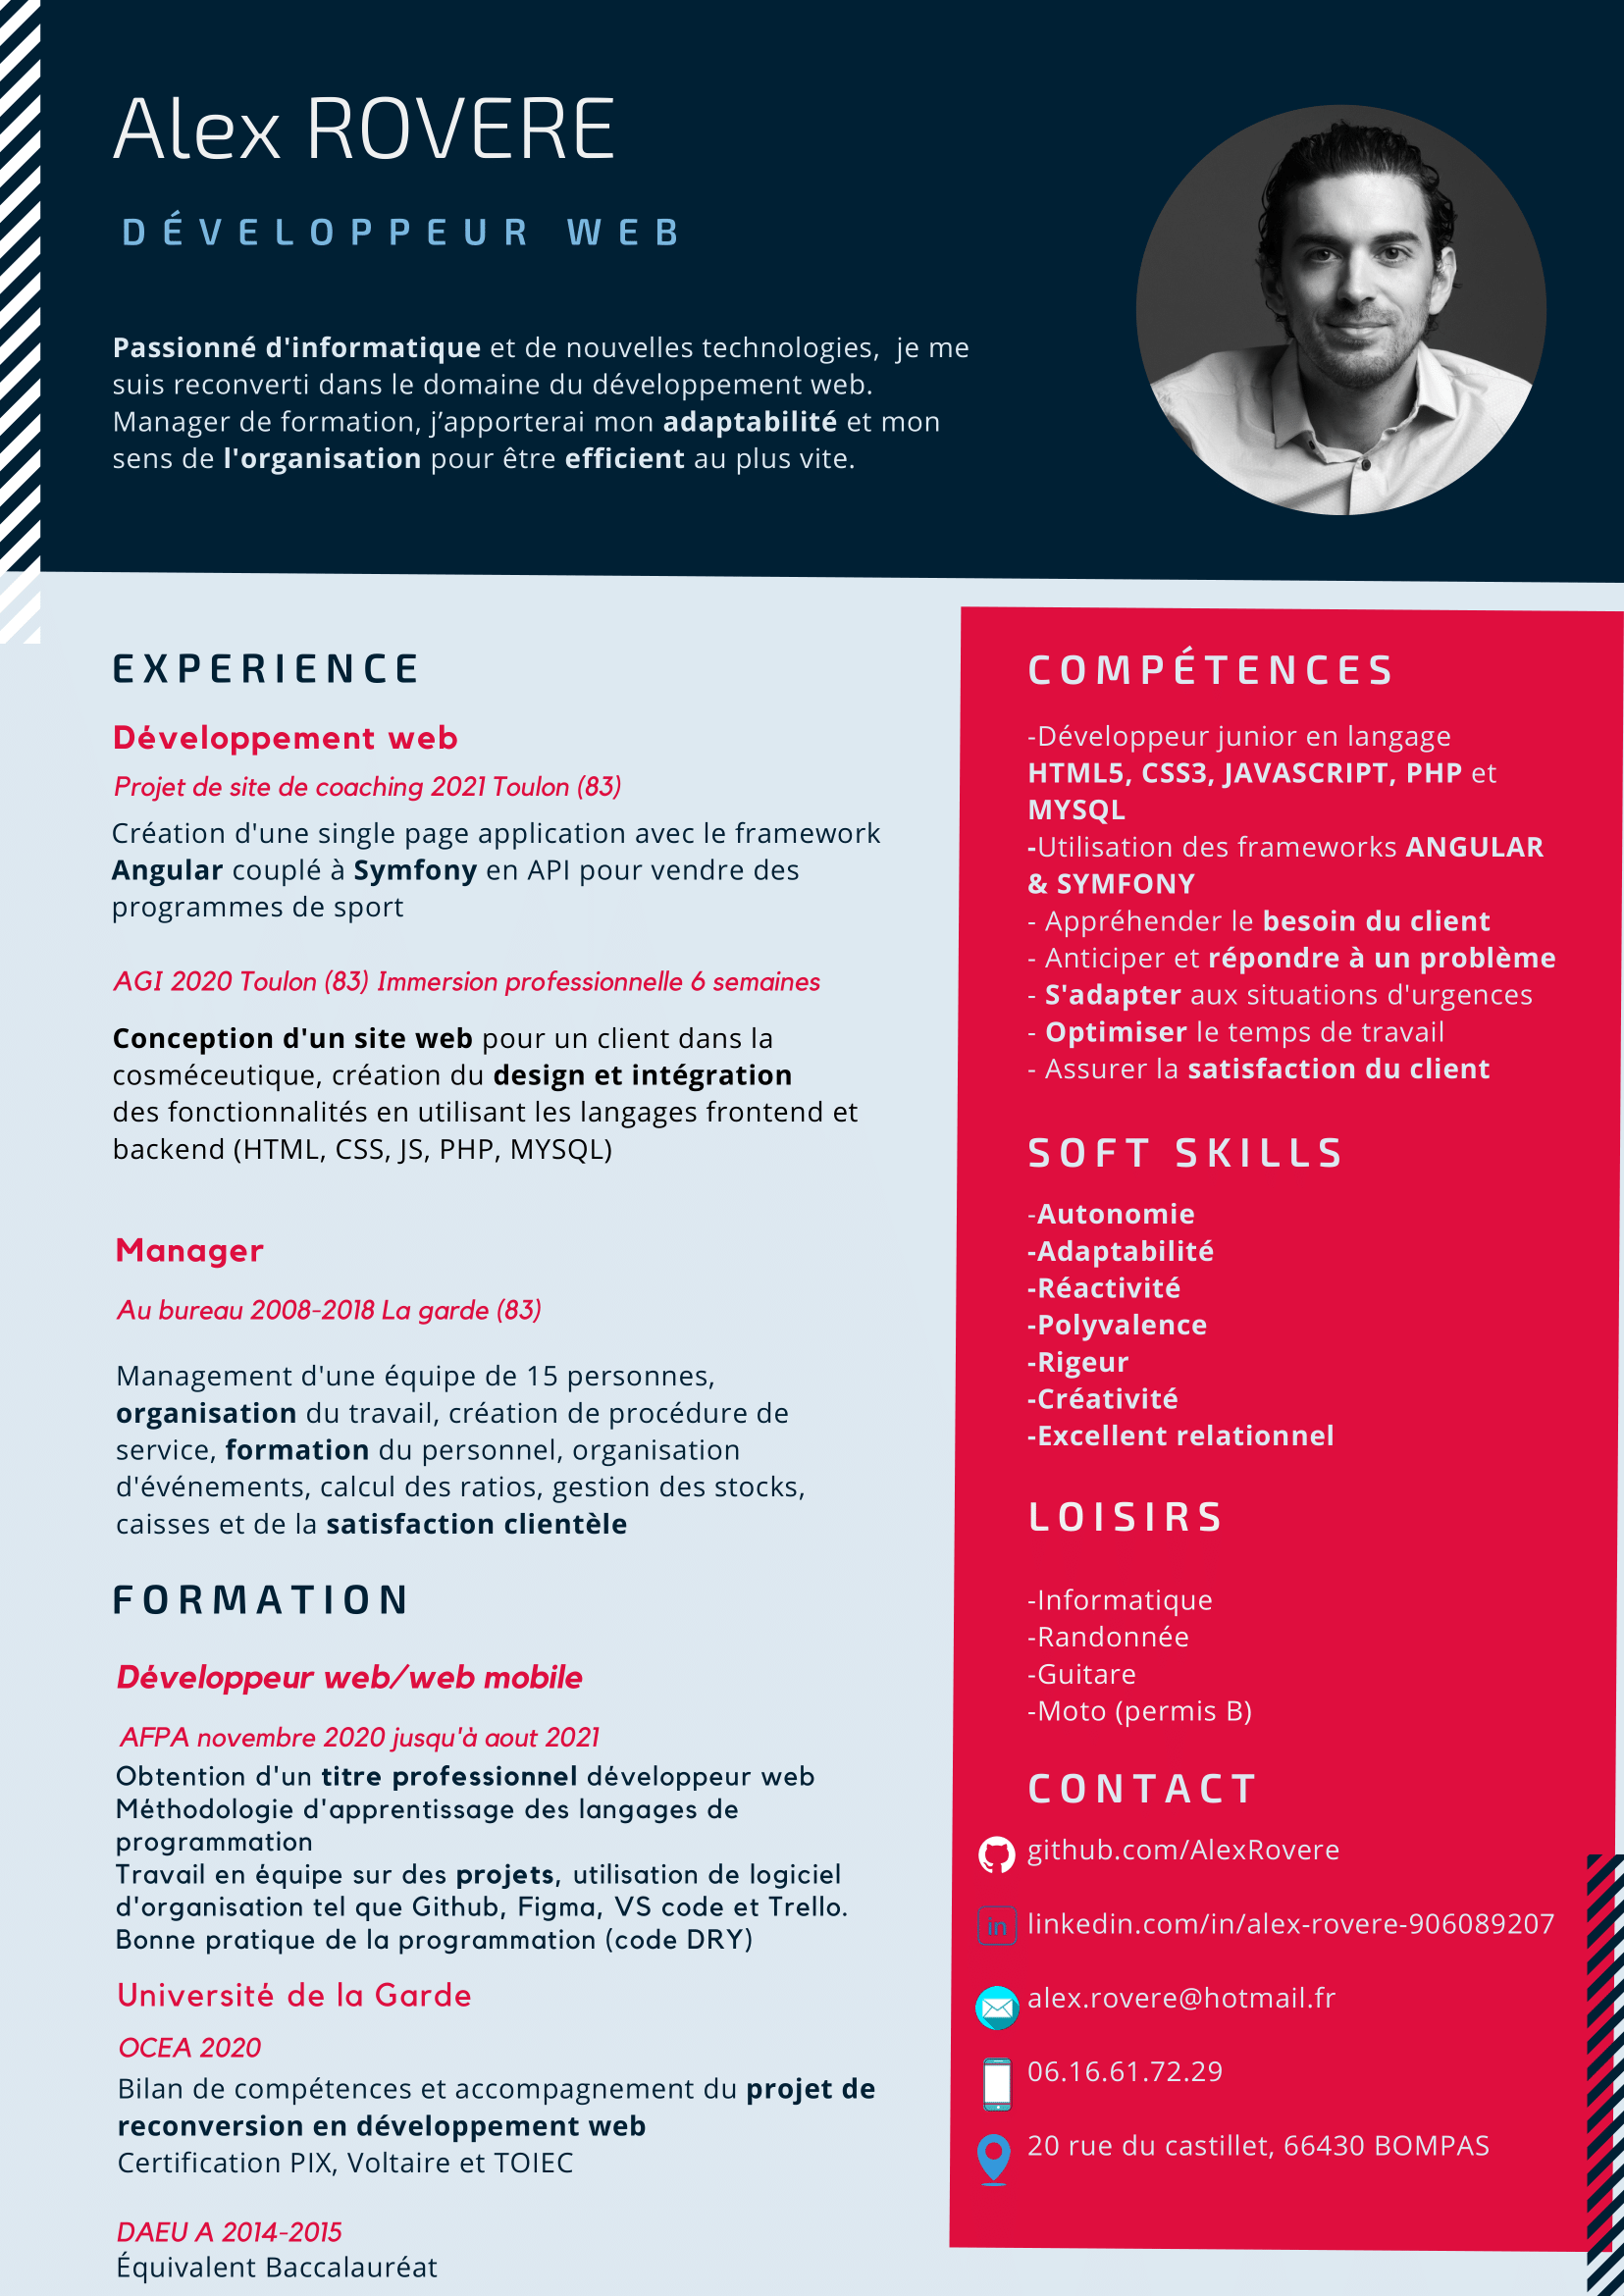 Alex ROVERE
DÉVELOPPEUR WEB
Passionné d'informatique et de nouvelles technologies,  je me
suis reconverti dans le domaine du développement web.
Manager de formation, j’apporterai mon adaptabilité et mon
sens de l'organisation pour être efficient au plus vite.
EXPERIENCE
Développement web
Projet de site de coaching 2021 Toulon (83)
Création d'une single page application avec le framework
Angular couplé à Symfony en API pour vendre des
programmes de sport
AGI 2020 Toulon (83) Immersion professionnelle 6 semaines
Conception d'un site web pour un client dans la
cosméceutique, création du design et intégration
des fonctionnalités en utilisant les langages frontend et
backend (HTML, CSS, JS, PHP, MYSQL)
Manager
Au bureau 2008-2018 La garde (83)
Management d'une équipe de 15 personnes,
organisation du travail, création de procédure de
service, formation du personnel, organisation
d'événements, calcul des ratios, gestion des stocks,
caisses et de la satisfaction clientèle
FORMATION
Développeur web/web mobile
AFPA novembre 2020 jusqu'à aout 2021
Obtention d'un titre professionnel développeur web
Méthodologie d'apprentissage des langages de
programmation
Travail en équipe sur des projets, utilisation de logiciel
d'organisation tel que Github, Figma, VS code et Trello.
Bonne pratique de la programmation (code DRY)
Université de la Garde
OCEA 2020
Bilan de compétences et accompagnement du projet de
reconversion en développement web
Certification PIX, Voltaire et TOIEC
DAEU A 2014-2015
Équivalent Baccalauréat
COMPÉTENCES
-Développeur junior en langage
HTML5, CSS3, JAVASCRIPT, PHP et
MYSQL
-Utilisation des frameworks ANGULAR
& SYMFONY
- Appréhender le besoin du client
- Anticiper et répondre à un problème
- S'adapter aux situations d'urgences
- Optimiser le temps de travail
- Assurer la satisfaction du client
SOFT SKILLS
-Autonomie
-Adaptabilité
-Réactivité
-Polyvalence
-Rigeur
-Créativité
-Excellent relationnel
LOISIRS
-Informatique
-Randonnée
-Guitare
-Moto (permis B)
CONTACT
github.com/AlexRovere
in linkedin.com/in/alex-rovere-906089207
alex.rovere@hotmail.fr
06.16.61.72.29
20 rue du castillet, 66430 BOMPAS